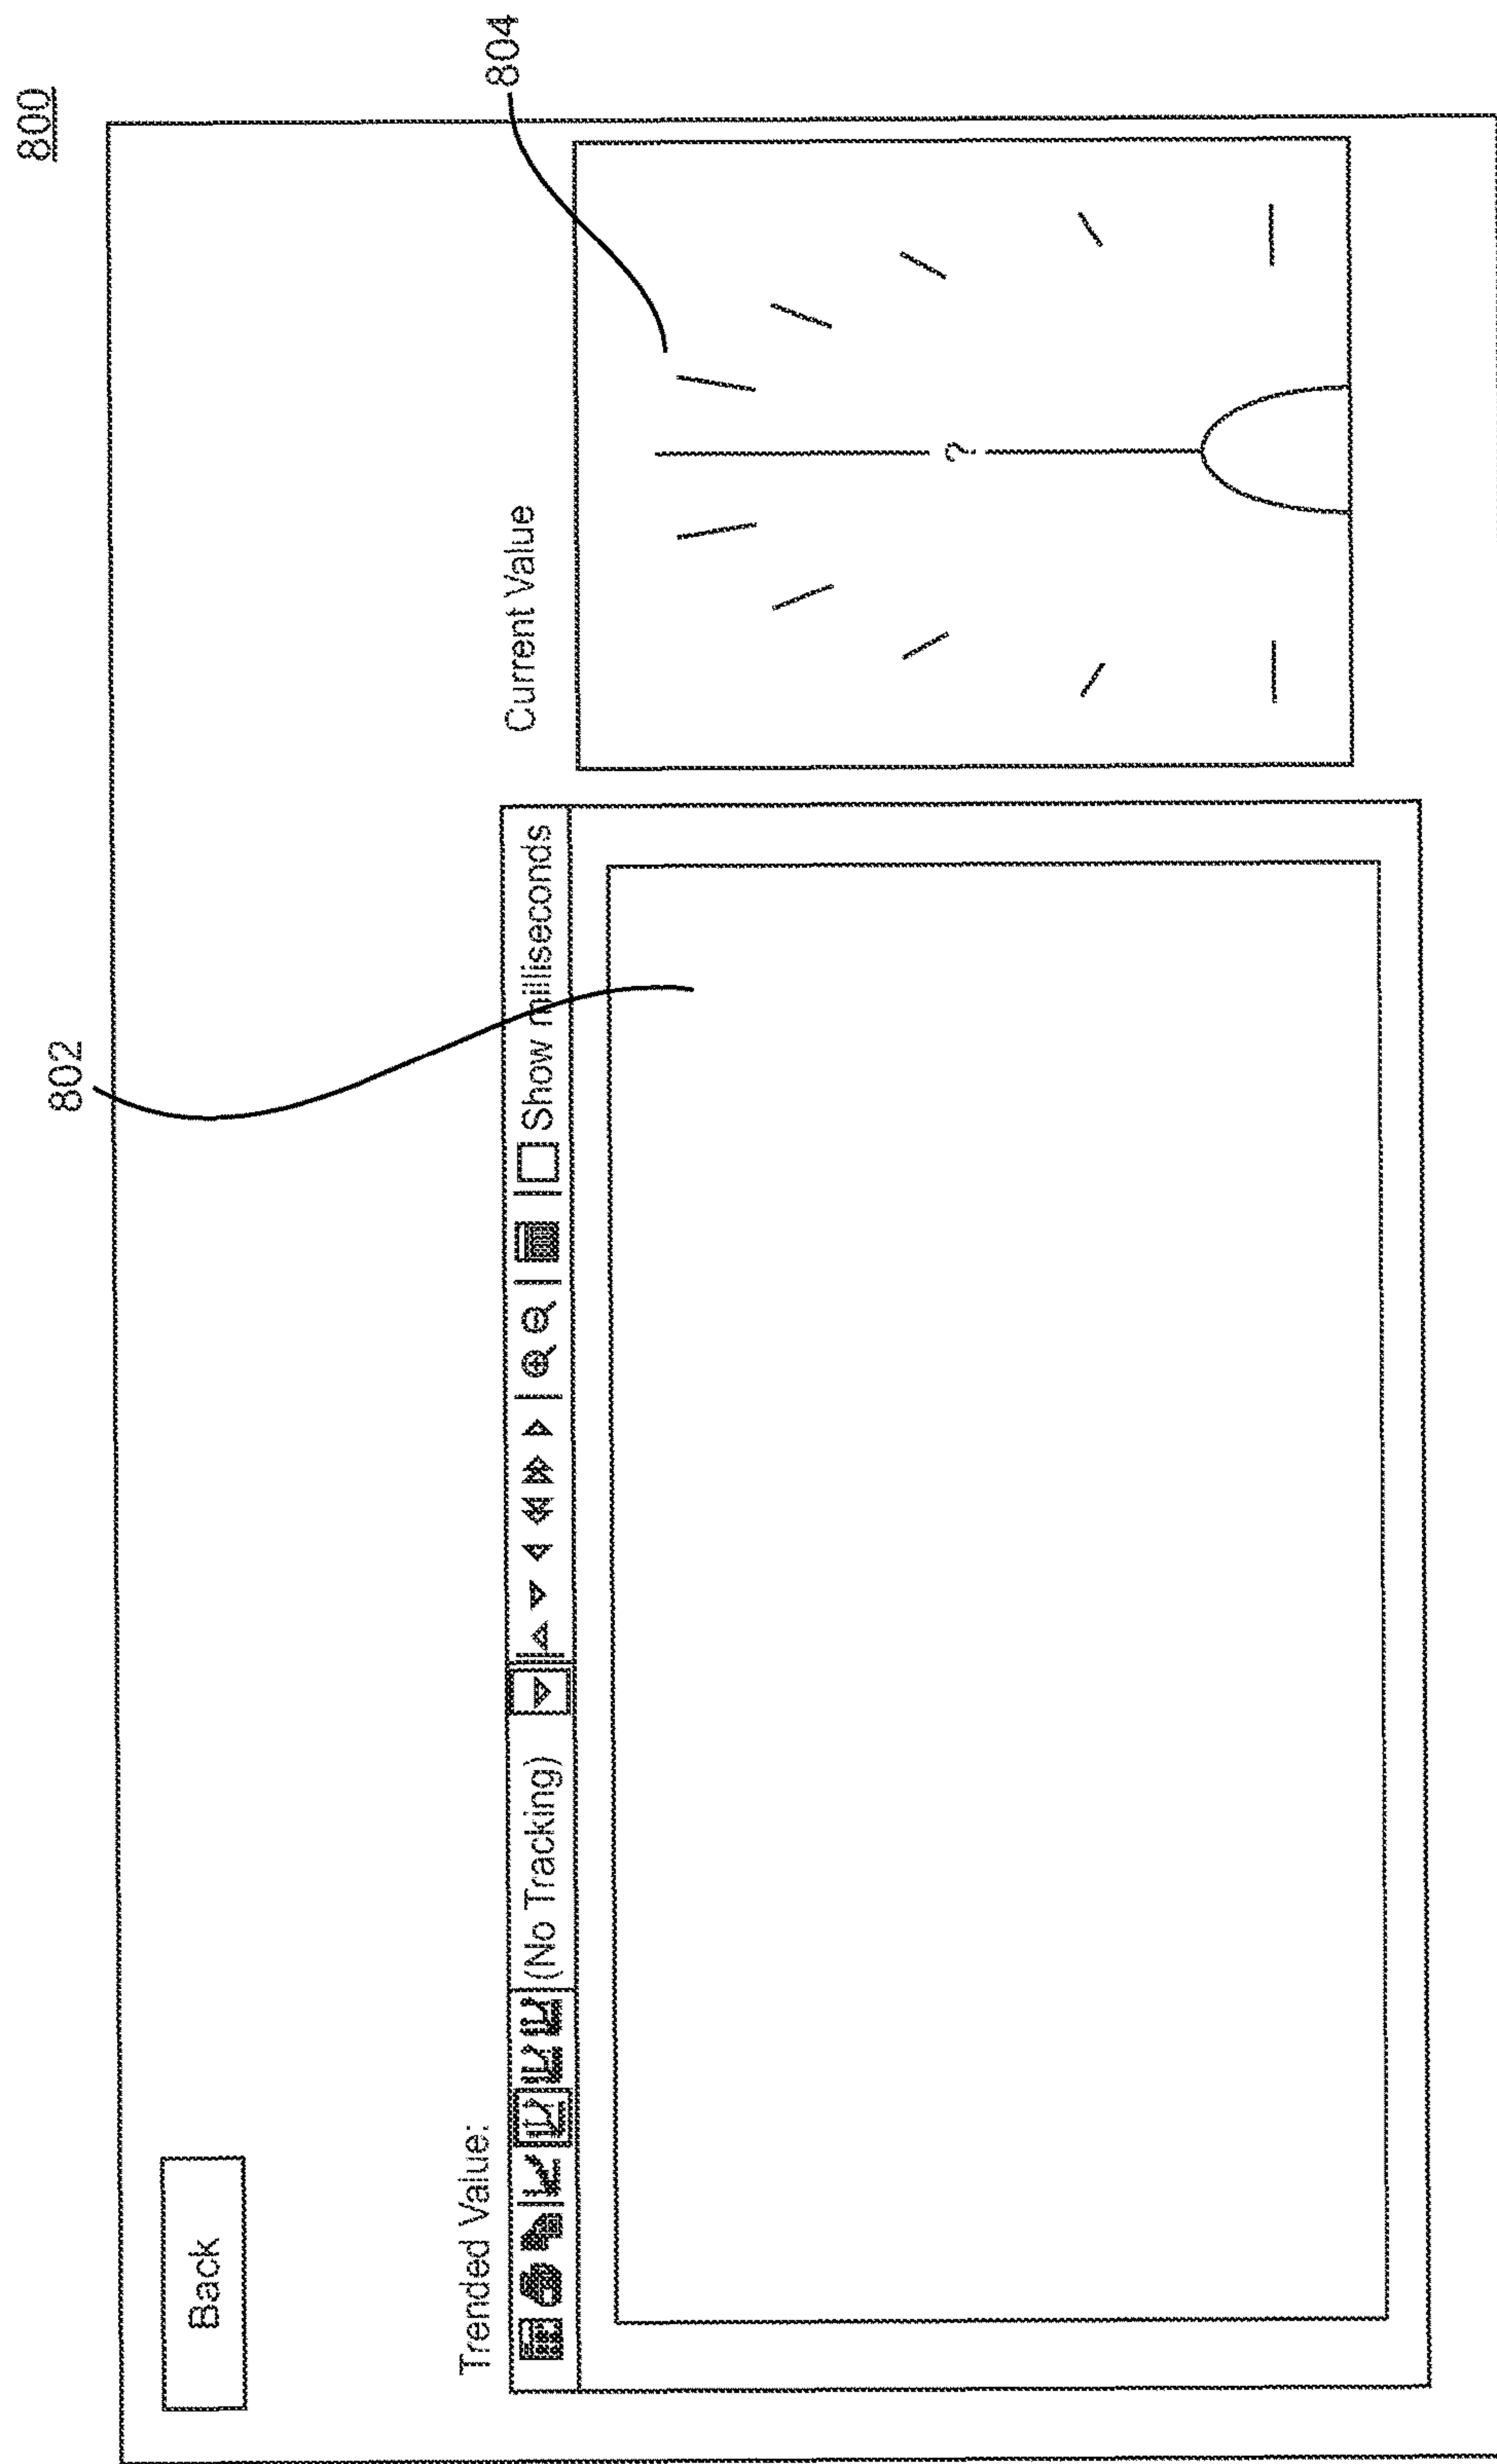 800
802
804
Back
Trended Value:
(No Tracking)
Show milliseconds
Current Value
?